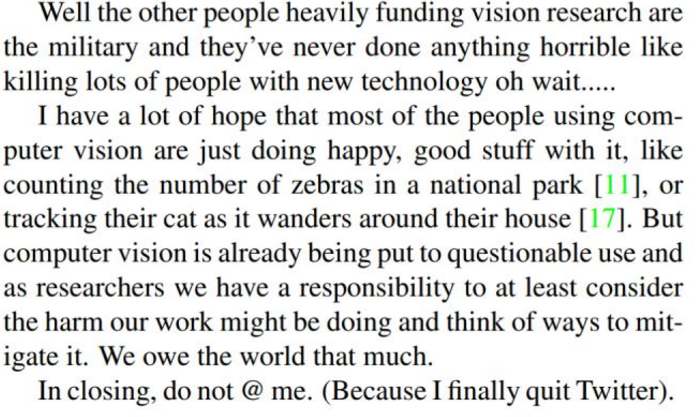 Well the other people heavily funding vision research are
the military and they've never done anything horrible like
killing lots of people with new technology oh wait.....
I have a lot of hope that most of the people using com-
puter vision are just doing happy, good stuff with it, like
counting the number of zebras in a national park [11], or
tracking their cat as it wanders around their house [17]. But
computer vision is already being put to questionable use and
as researchers we have a responsibility to at least consider
the harm our work might be doing and think of ways to mit-
igate it. We owe the world that much.
In closing, do not @ me. (Because I finally quit Twitter).